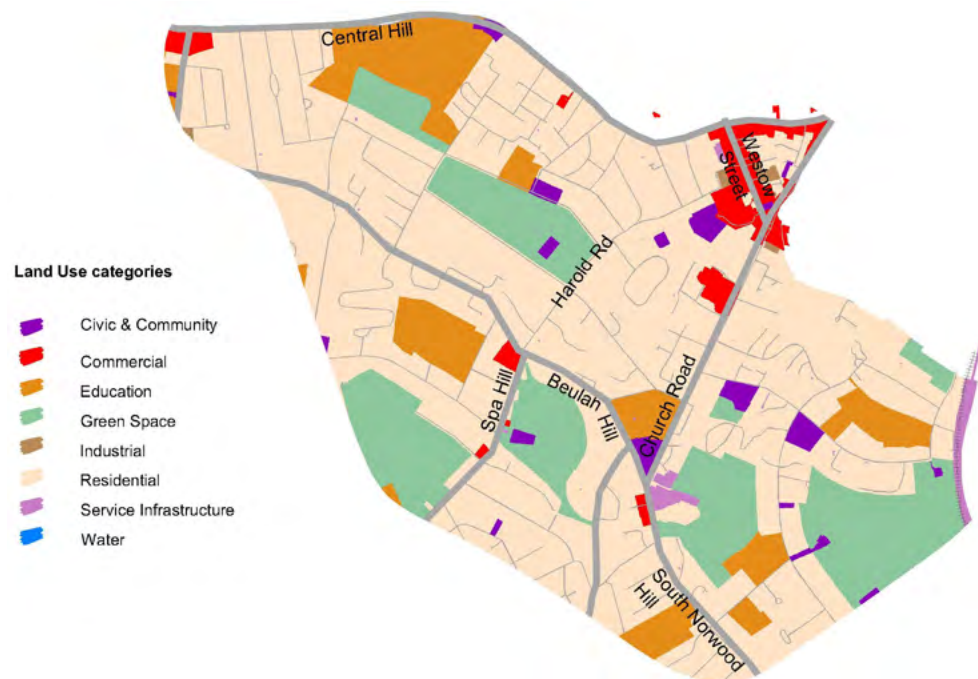 Central Hill
Westow
Street
Harold Rd
Land Use categories
Civic & Community
Commercial
Education
Green Space
Industrial
Residential
Service Infrastructure
Water
Spa Hill
Beulah
Hill
Church Road
South Norwood
Hill